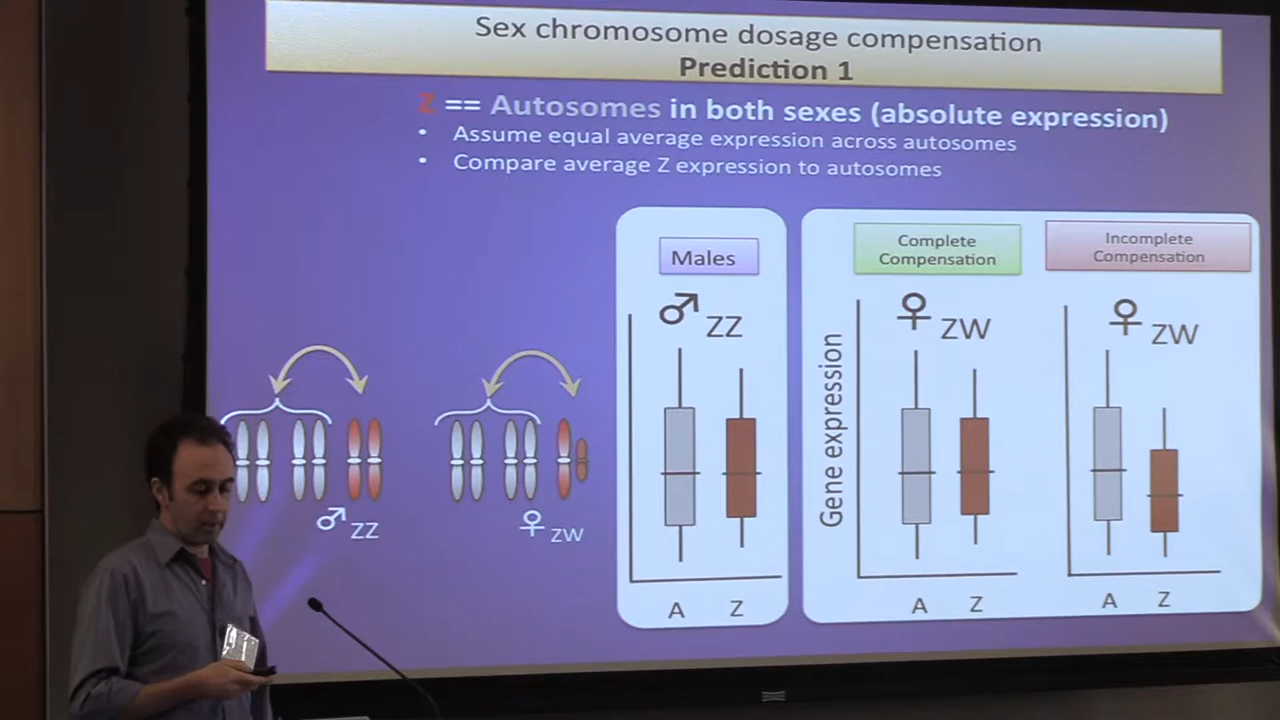 Sex chromosome dosage compensation
Prediction 1
Z == Autosomes in both sexes (absolute expression)
• Assume equal average expression across autosomes
• Compare average Z expression to autosomes
♂ ZZ
♀ ZW
Males
♂ ZZ
A Z
Gene expression
Complete
Compensation
♀ ZW
A Z
Incomplete
Compensation
♀ ZW
A Z